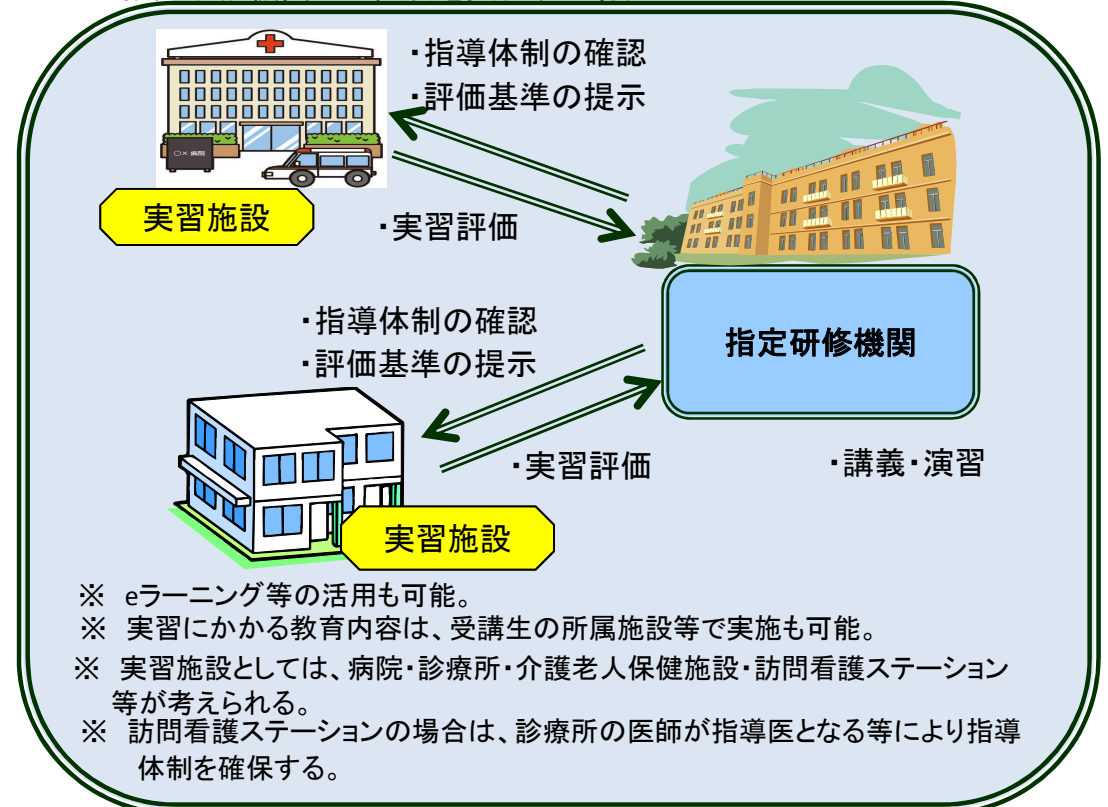 ・指導体制の確認
・評価基準の提示
○× 病院
実習施設
・実習評価
・指導体制の確認
・評価基準の提示
指定研修機関
・実習評価
・講義・演習
実習施設
※ eラーニング等の活用も可能。
※ 実習にかかる教育内容は、受講生の所属施設等で実施も可能。
※ 実習施設としては、病院・診療所・介護老人保健施設・訪問看護ステーション
等が考えられる。
※ 訪問看護ステーションの場合は、診療所の医師が指導医となる等により指導
体制を確保する。